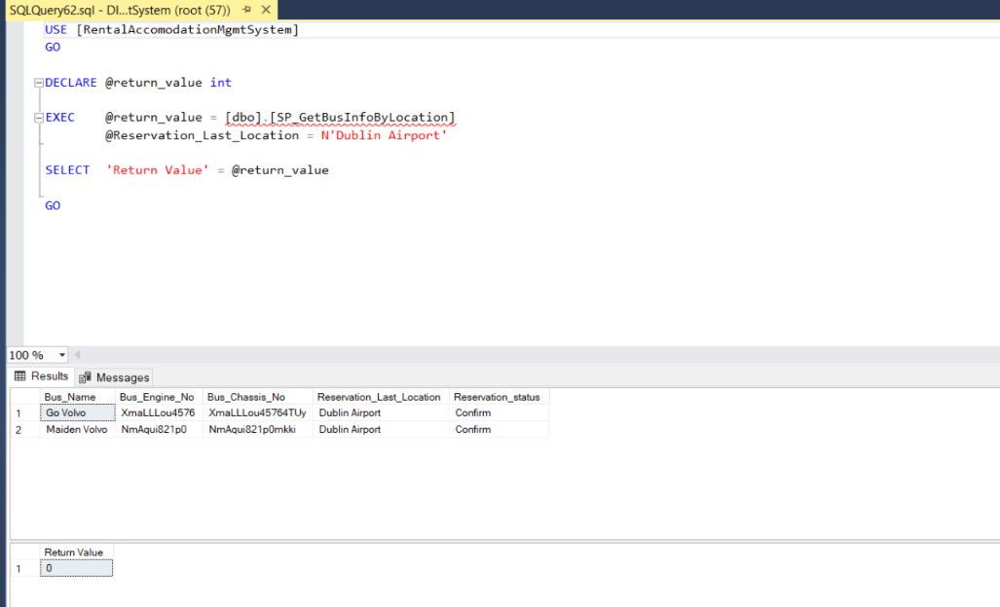 SQLQuery62.sql - DI...tSystem (root (57))
USE [RentalAccomodationMgmtSystem]
GO
DECLARE @return_value int
EXEC @return_value = [dbo].[SP_GetBusInfoByLocation]
@Reservation_Last_Location = N'Dublin Airport'
SELECT 'Return Value' = @return_value
GO
100 %
Results Messages
Bus_Name Bus_Engine_No Bus_Chassis_No Reservation_Last_Location Reservation_status
1 Go Volvo XmaLLLou4576 XmaLLLou45764TUy Dublin Airport Confirm
2 Maiden Volvo NmAqui821p0 NmAqui821p0mkki Dublin Airport Confirm
Return Value
1 0